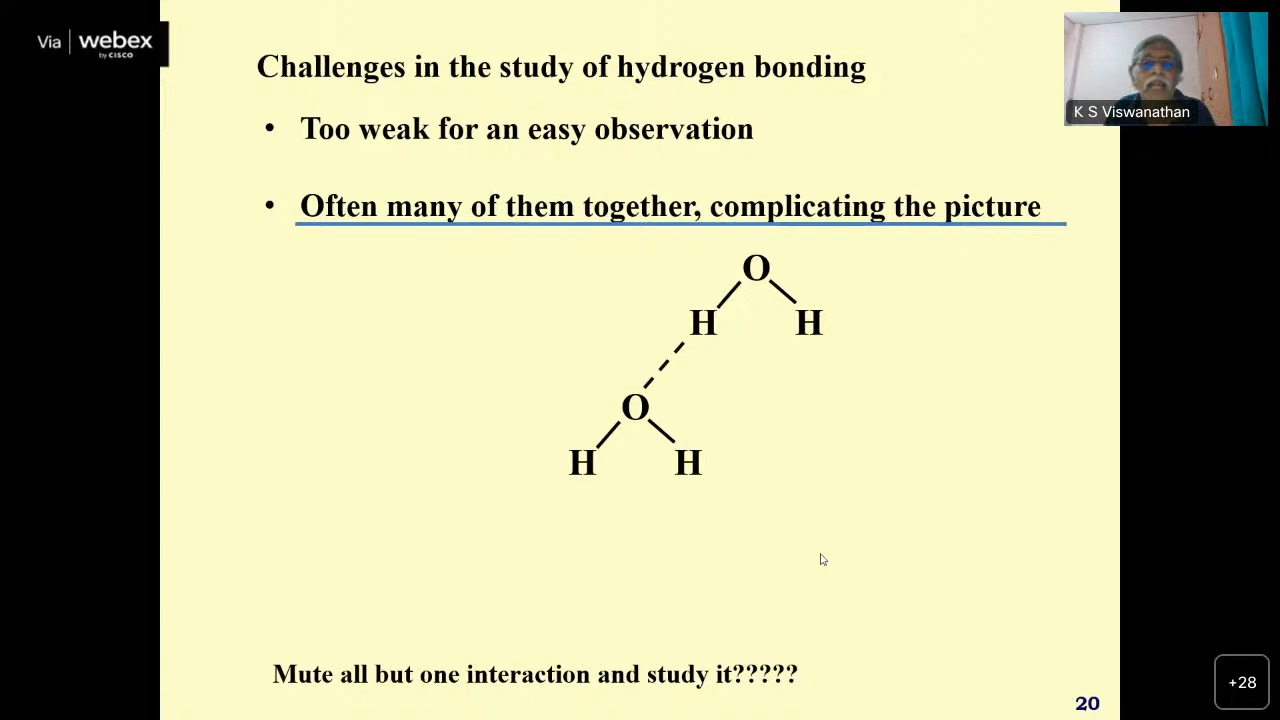 Via webex
by CISCO
Challenges in the study of hydrogen bonding
K S Viswanathan
• Too weak for an easy observation
• Often many of them together, complicating the picture
O
H H
O
H H
Mute all but one interaction and study it?????
+28
20